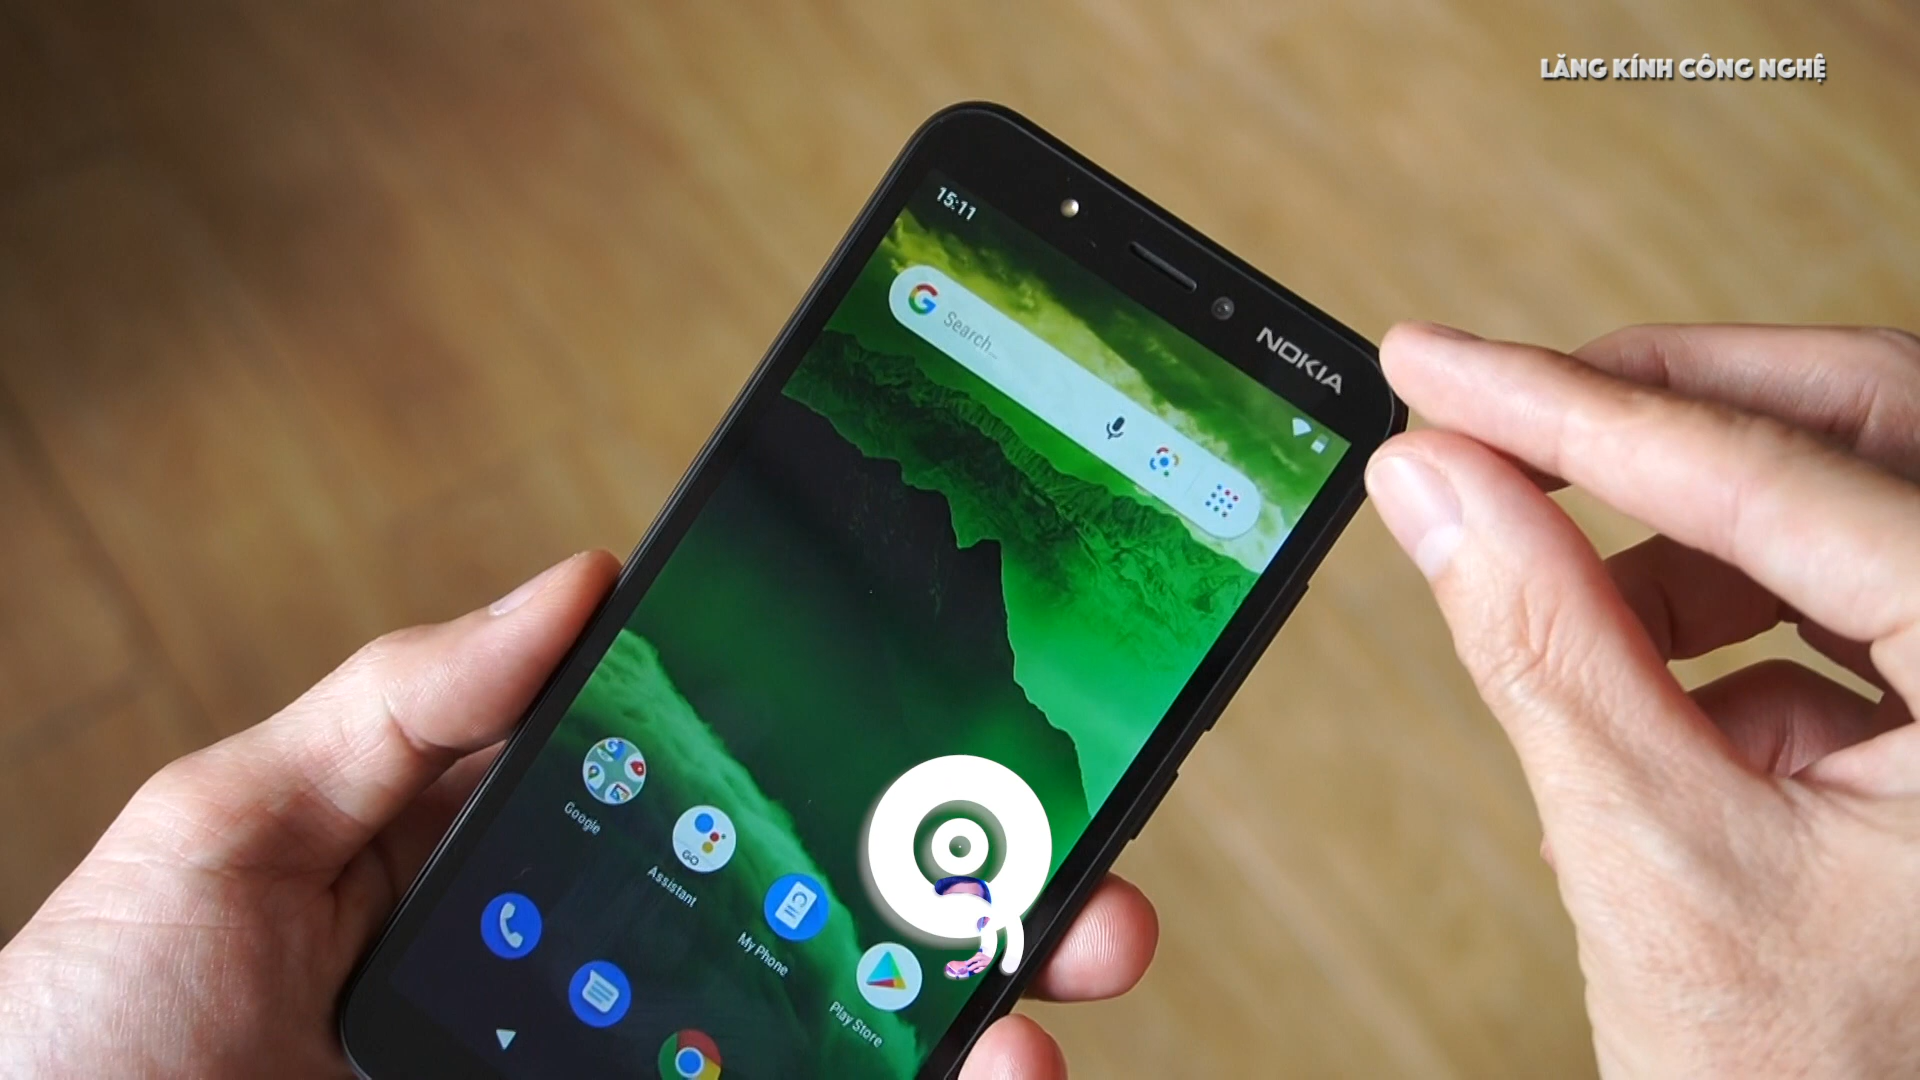 LĂNG KÍNH CÔNG NGHỆ
15:11
NOKIA
Search...
Google
GO
Assistant
My Phone
Play Store